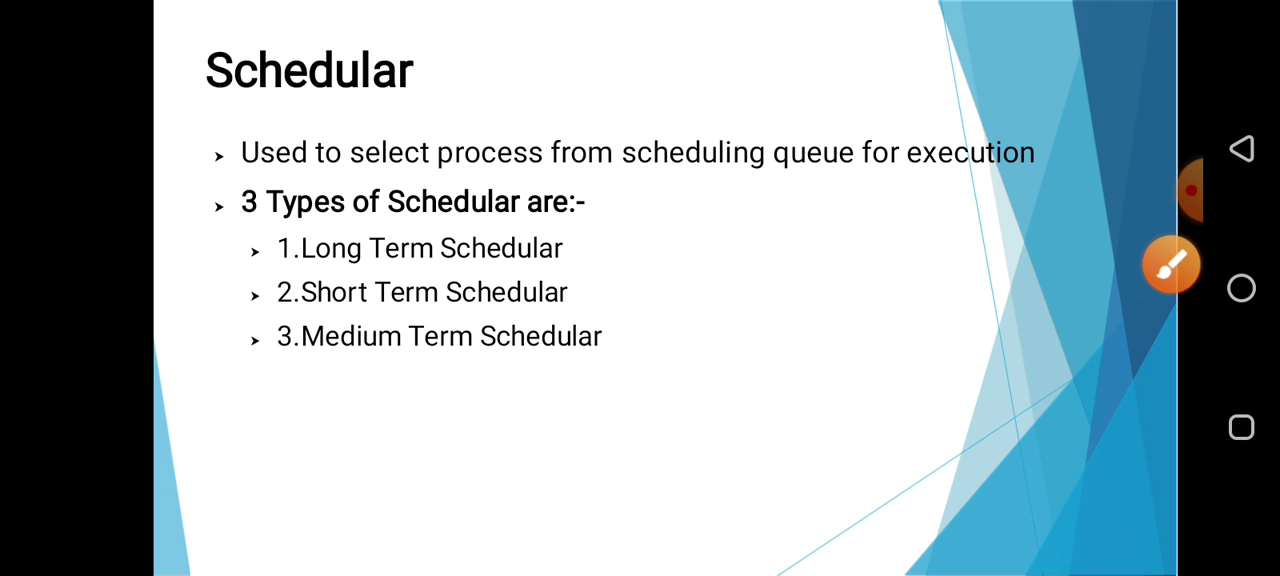 Schedular
Used to select process from scheduling queue for execution
3 Types of Schedular are:-
1.Long Term Schedular
2.Short Term Schedular
3.Medium Term Schedular